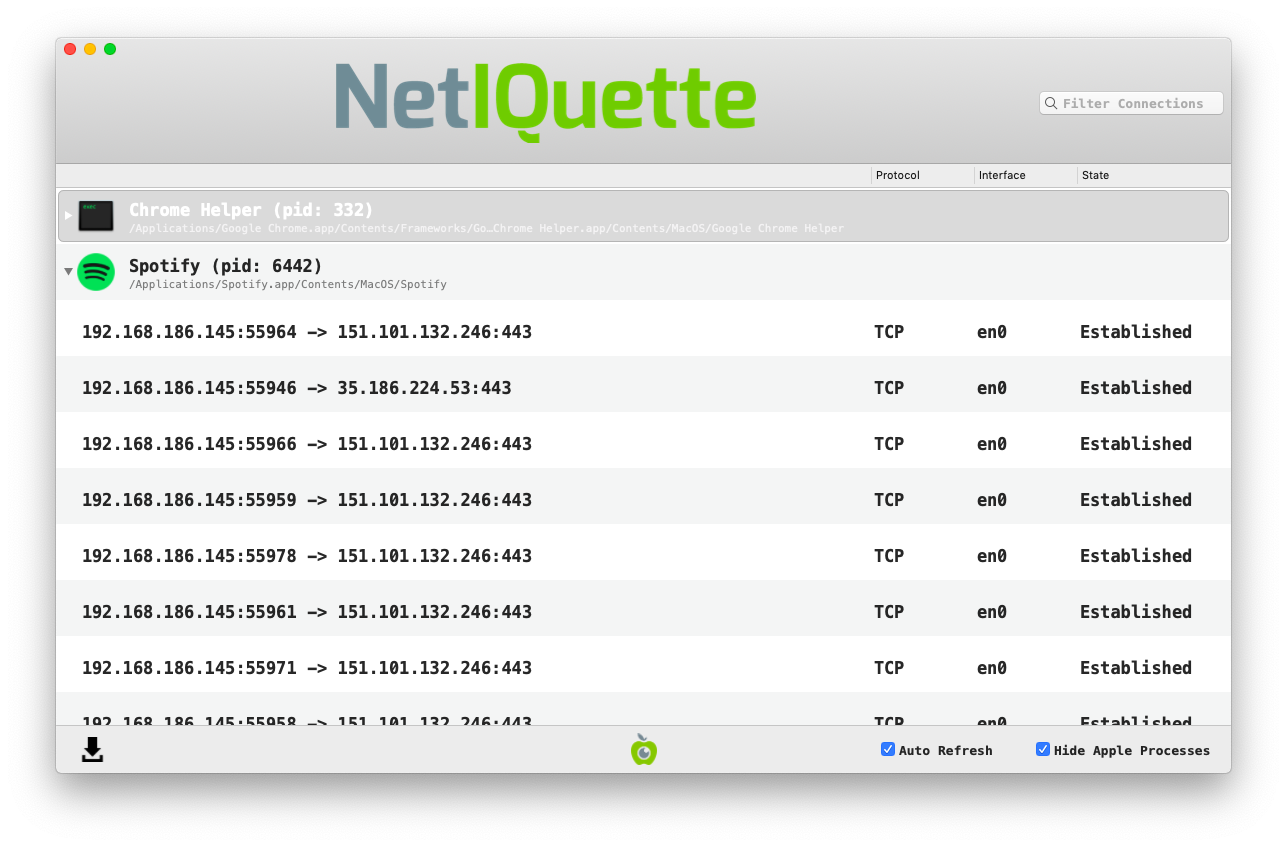 NetIQuette
Filter Connections
Protocol Interface State
exec
Chrome Helper (pid: 332)
/Applications/Google Chrome.app/Contents/Frameworks/Go…Chrome Helper.app/Contents/MacOS/Google Chrome Helper
Spotify (pid: 6442)
/Applications/Spotify.app/Contents/MacOS/Spotify
192.168.186.145:55964 –> 151.101.132.246:443 TCP en0 Established
192.168.186.145:55946 –> 35.186.224.53:443 TCP en0 Established
192.168.186.145:55966 –> 151.101.132.246:443 TCP en0 Established
192.168.186.145:55959 –> 151.101.132.246:443 TCP en0 Established
192.168.186.145:55978 –> 151.101.132.246:443 TCP en0 Established
192.168.186.145:55961 –> 151.101.132.246:443 TCP en0 Established
192.168.186.145:55971 –> 151.101.132.246:443 TCP en0 Established
192.168.186.145:55958 –> 151.101.132.246:443 TCP en0 Established
Auto Refresh Hide Apple Processes